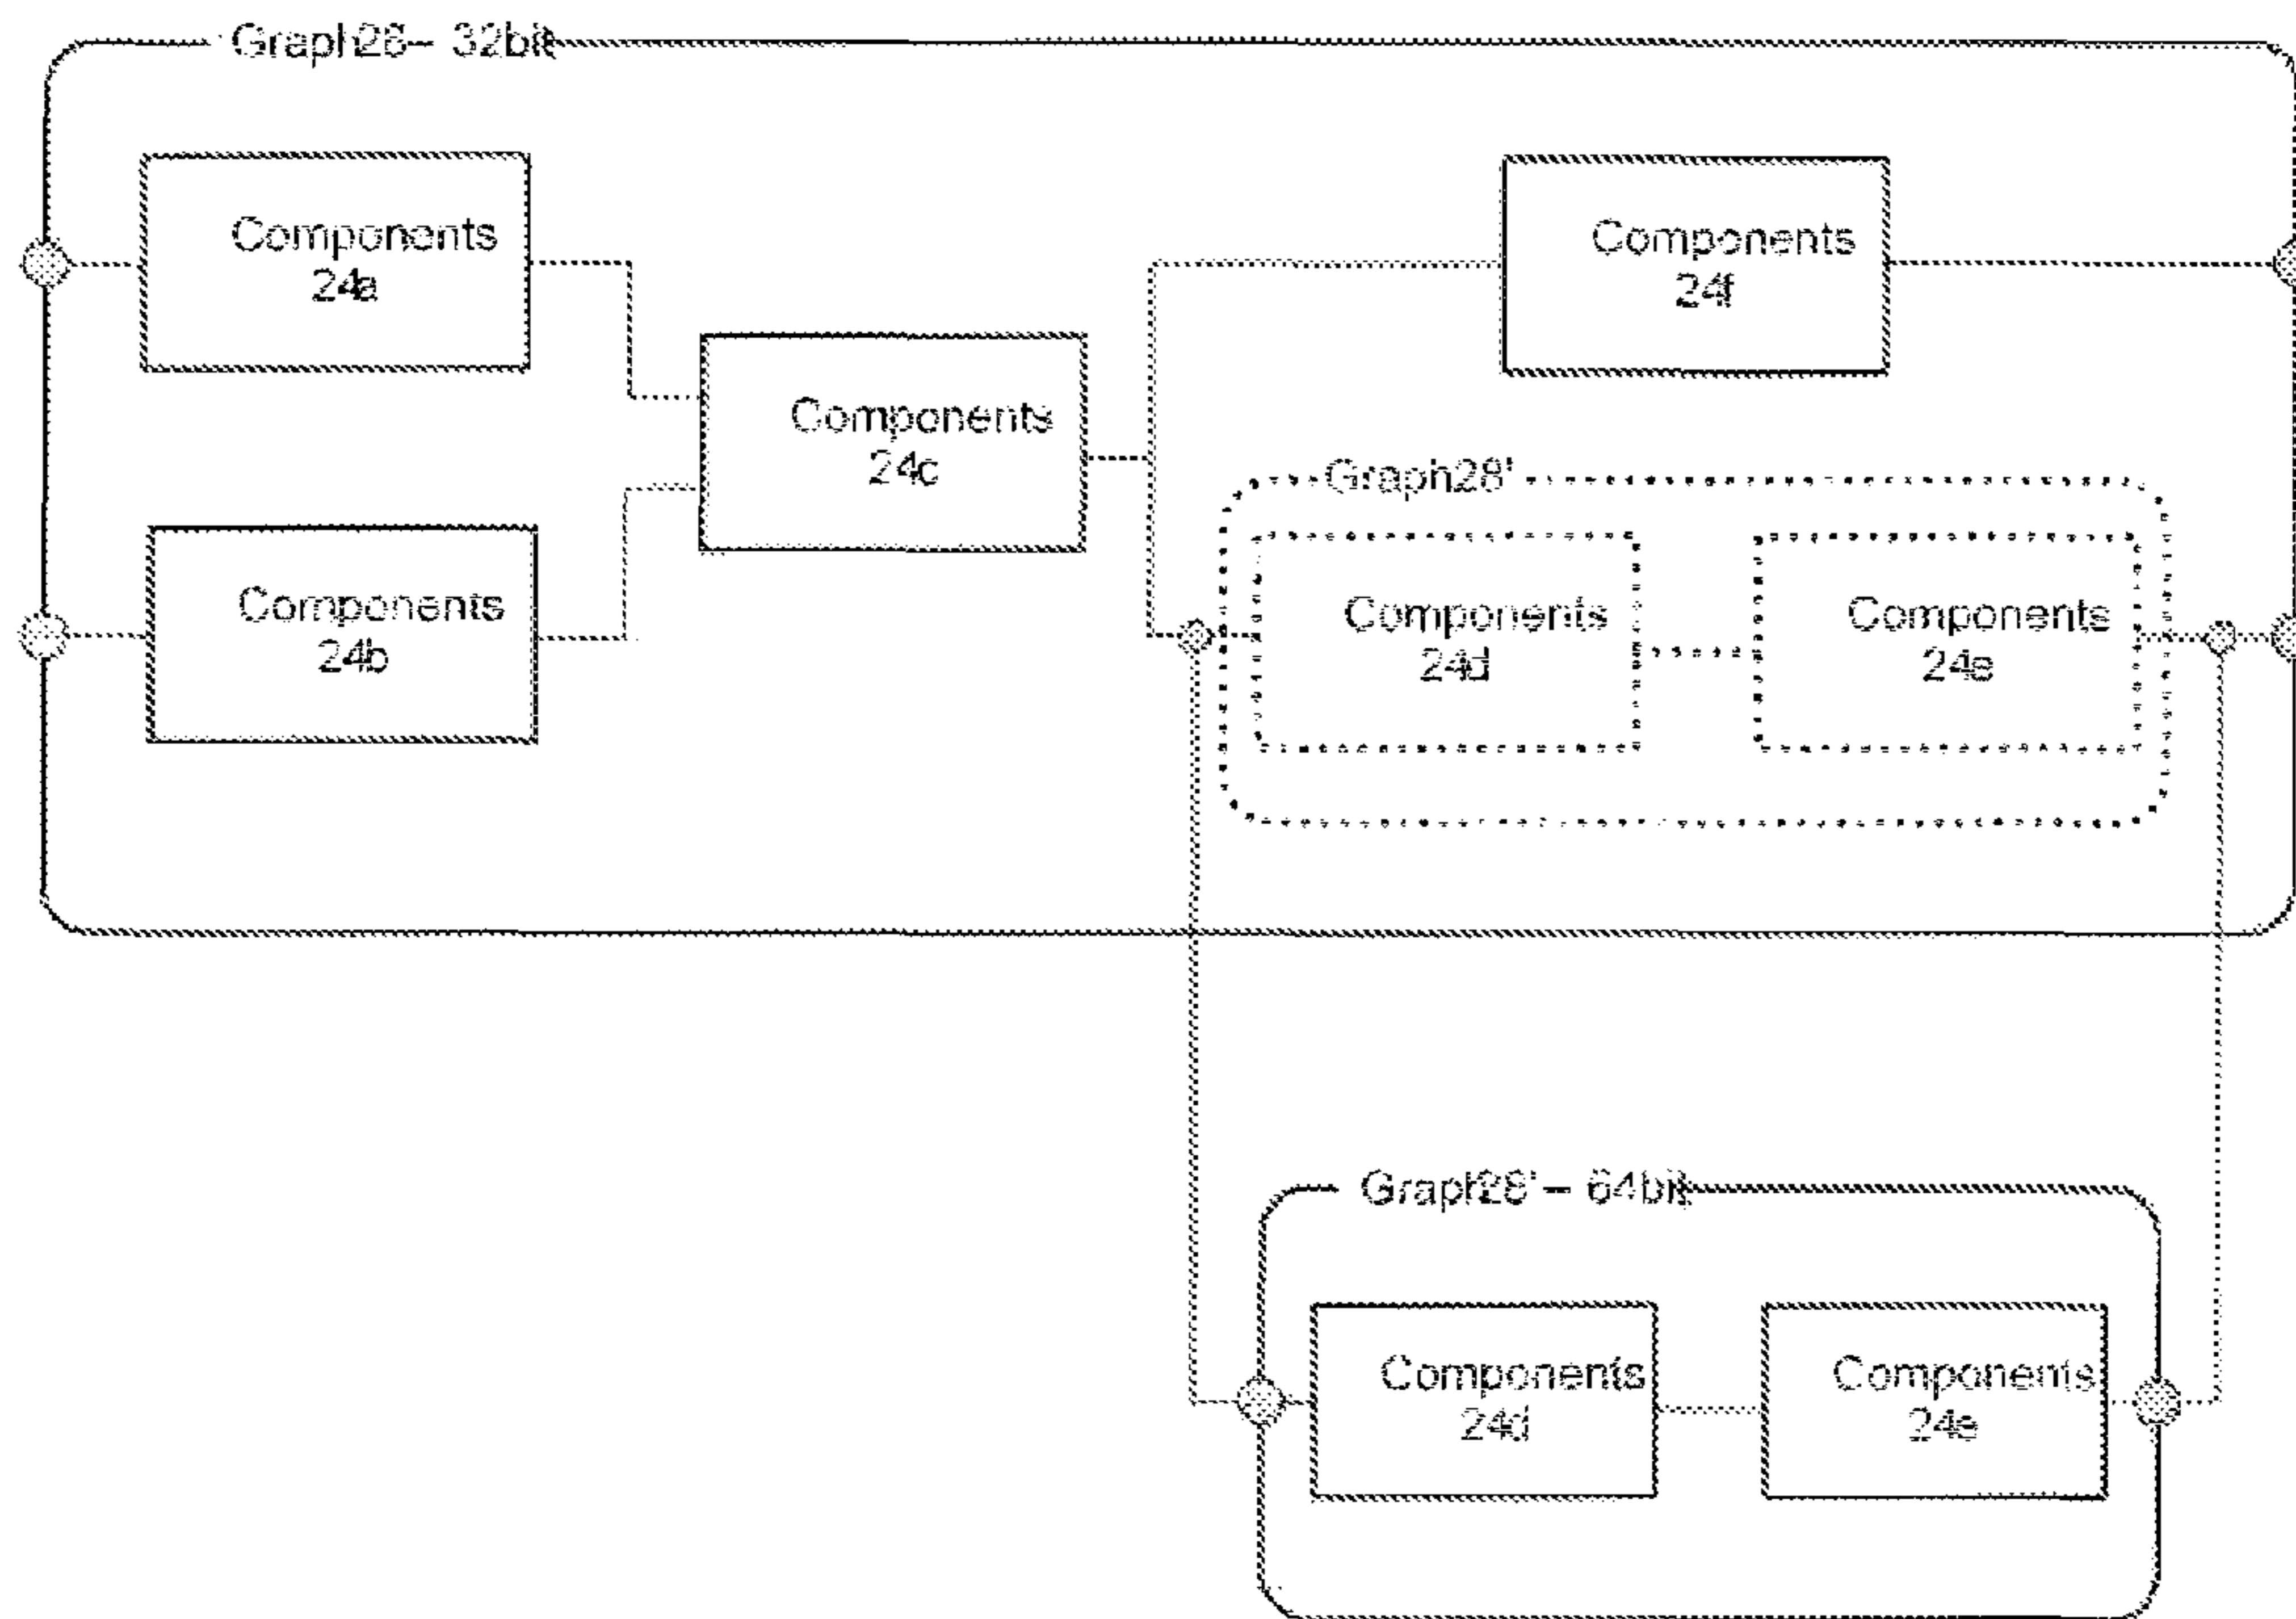 Graph28 – 32bit
Components
24a
Components
24f
Components
24c
Graph28'
Components
24b
Components
24d
Components
24e
Graph28' – 64bit
Components
24d
Components
24e